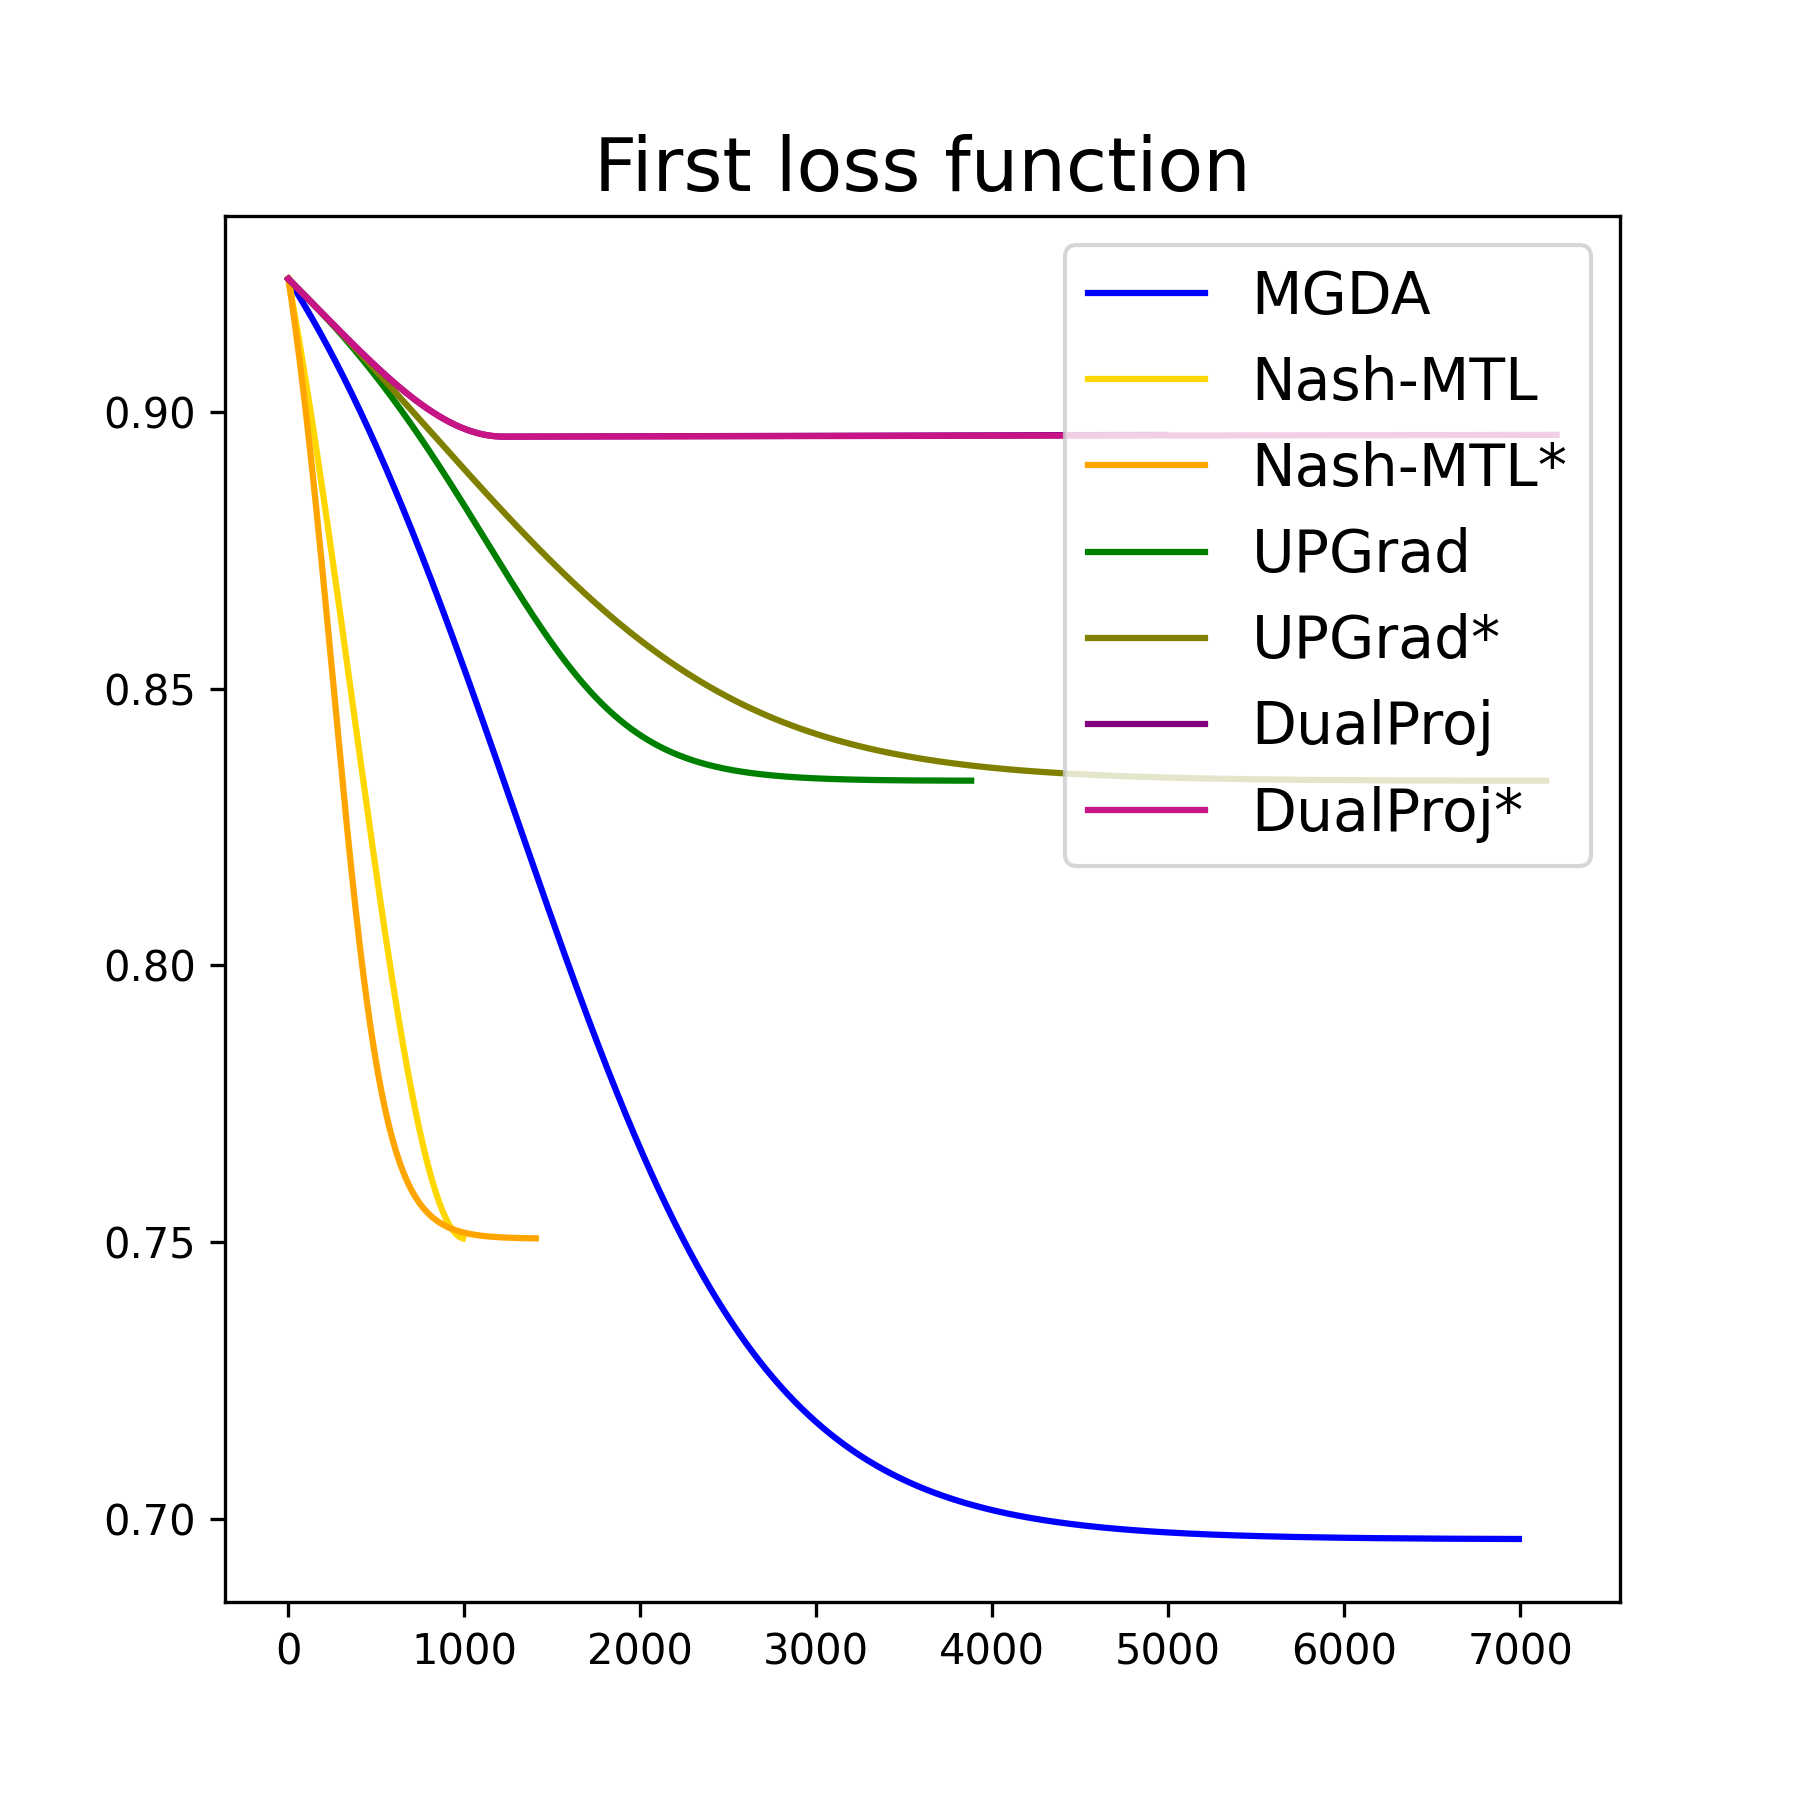 First loss function
MGDA
Nash-MTL
Nash-MTL*
UPGrad
UPGrad*
DualProj
DualProj*
0.90
0.85
0.80
0.75
0.70
0 1000 2000 3000 4000 5000 6000 7000